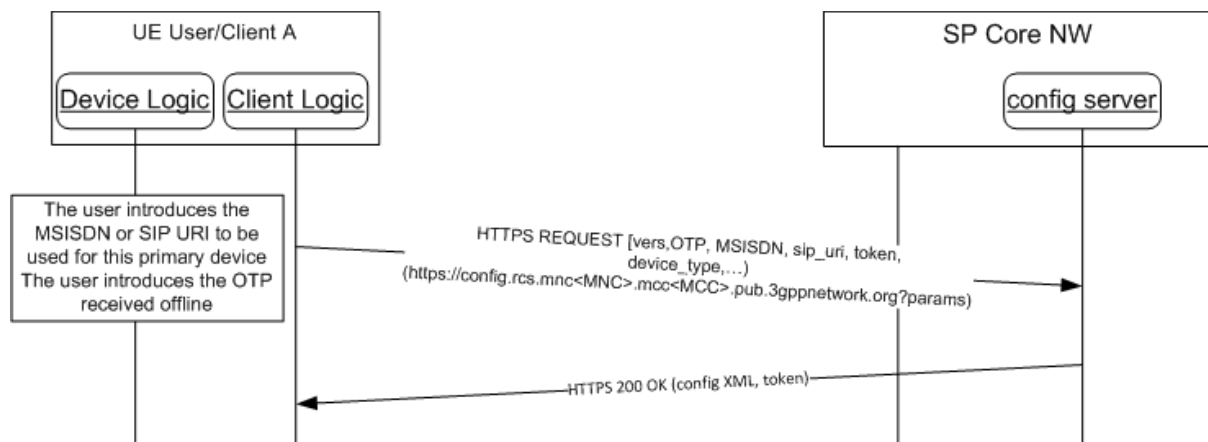 UE User/Client A
SP Core NW
Device Logic
Client Logic
config server
The user introduces the
MSISDN or SIP URI to be
used for this primary device
The user introduces the OTP
received offline
HTTPS REQUEST [vers,OTP, MSISDN, sip_uri, token,
device_type,…)
(https://config.rcs.mnc<MNC>.mcc<MCC>.pub.3gppnetwork.org?params)
HTTPS 200 OK (config XML, token)